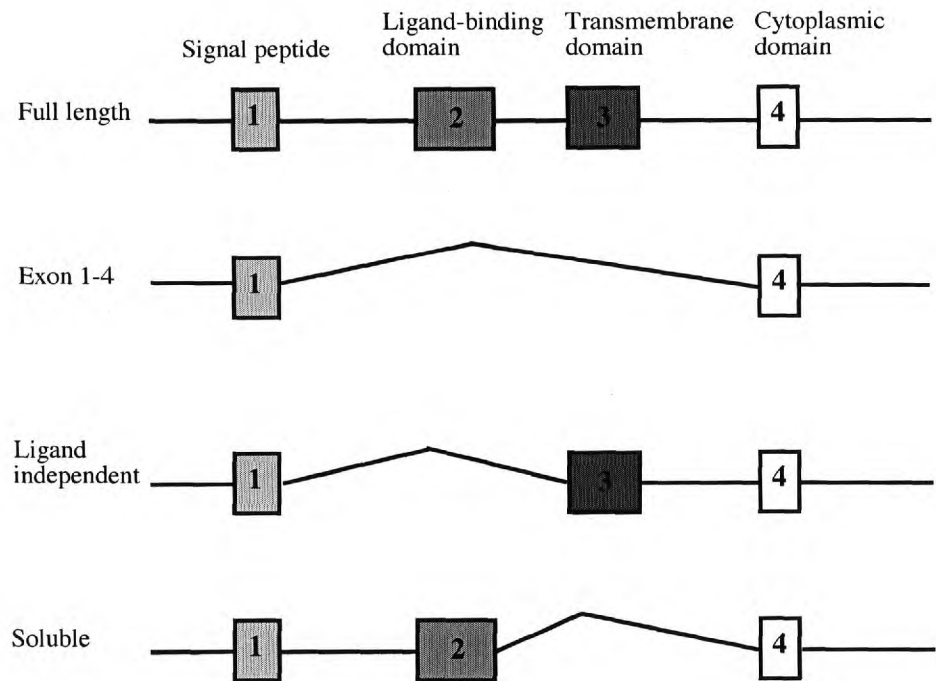 Signal peptide
Ligand-binding
domain
Transmembrane
domain
Cytoplasmic
domain
Full length
1
2
3
4
Exon 1-4
1
4
Ligand
independent
1
3
4
Soluble
1
2
4